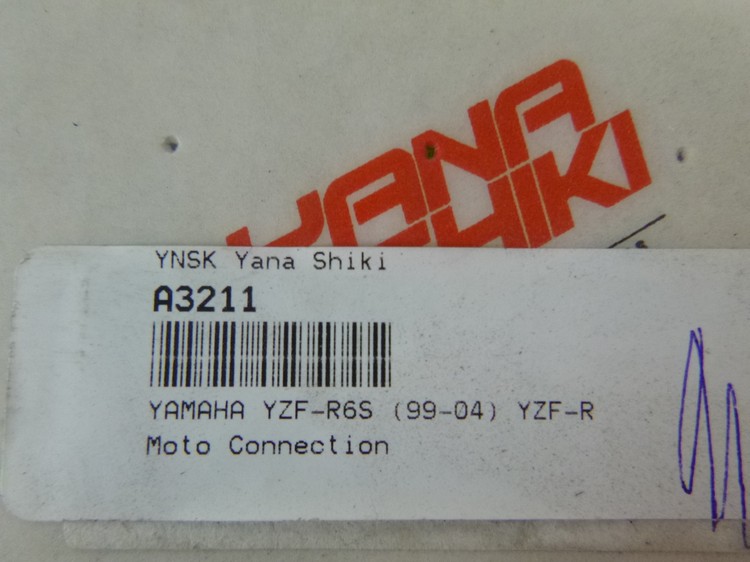 YANA
SHIKI
YNSK Yana Shiki
A3211
YAMAHA YZF-R6S (99-04) YZF-R
Moto Connection